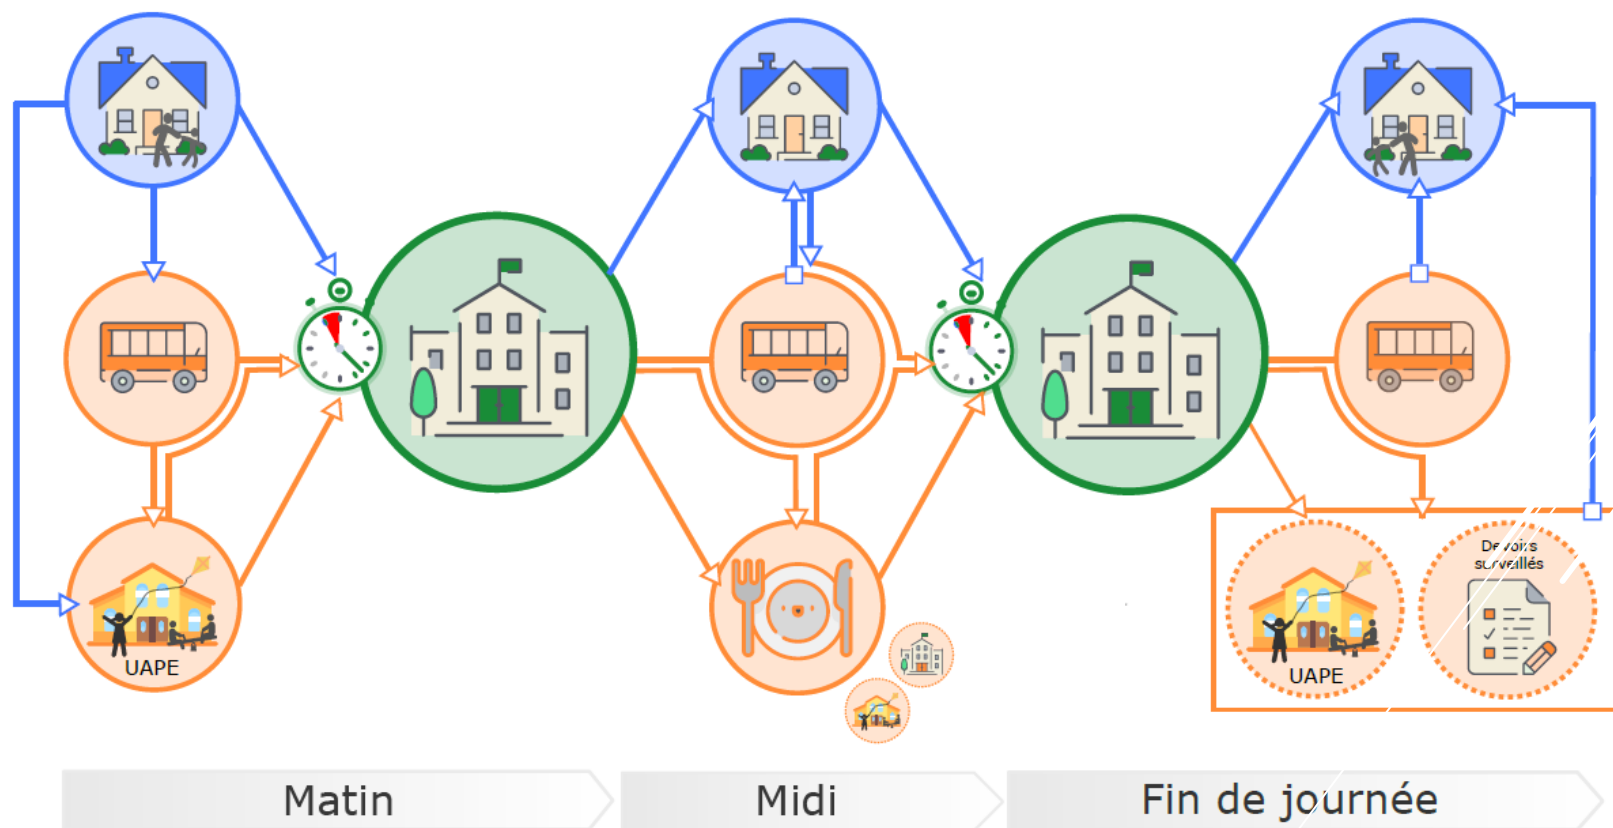 UAPE
UAPE
Devoirs
surveillés
Matin
Midi
Fin de journée